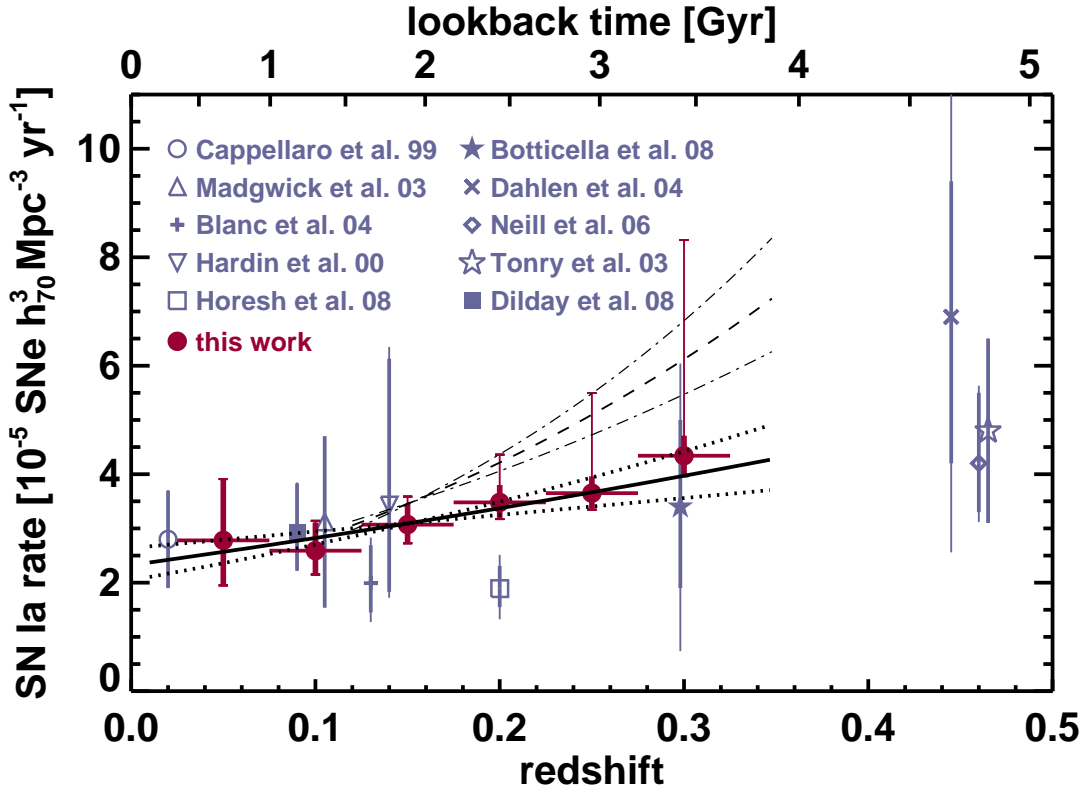 lookback time [Gyr]
0 1 2 3 4 5
SN Ia rate [10⁻⁵ SNe h³₇₀ Mpc⁻³ yr⁻¹]
10
8
6
4
2
0
Cappellaro et al. 99
Madgwick et al. 03
Blanc et al. 04
Hardin et al. 00
Horesh et al. 08
this work
Botticella et al. 08
Dahlen et al. 04
Neill et al. 06
Tonry et al. 03
Dilday et al. 08
0.0 0.1 0.2 0.3 0.4 0.5
redshift